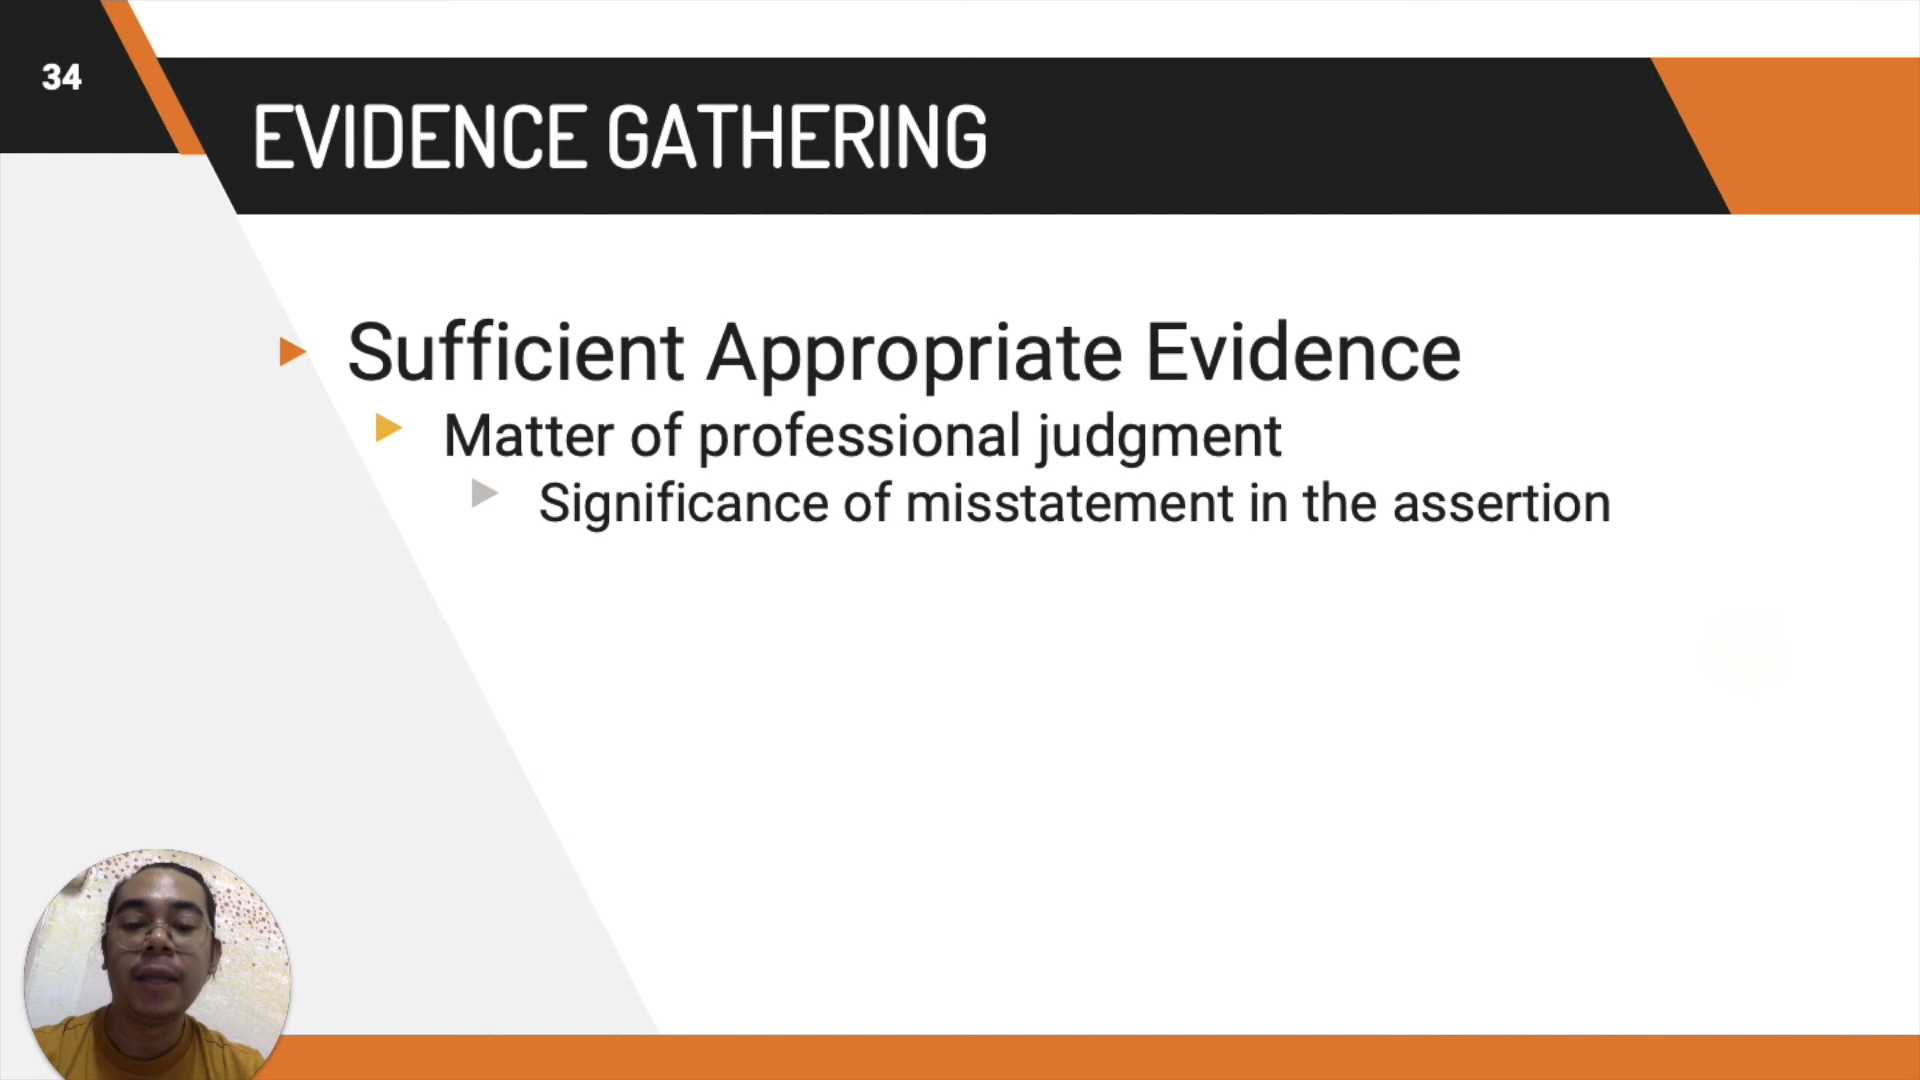 34
EVIDENCE GATHERING
Sufficient Appropriate Evidence
Matter of professional judgment
Significance of misstatement in the assertion